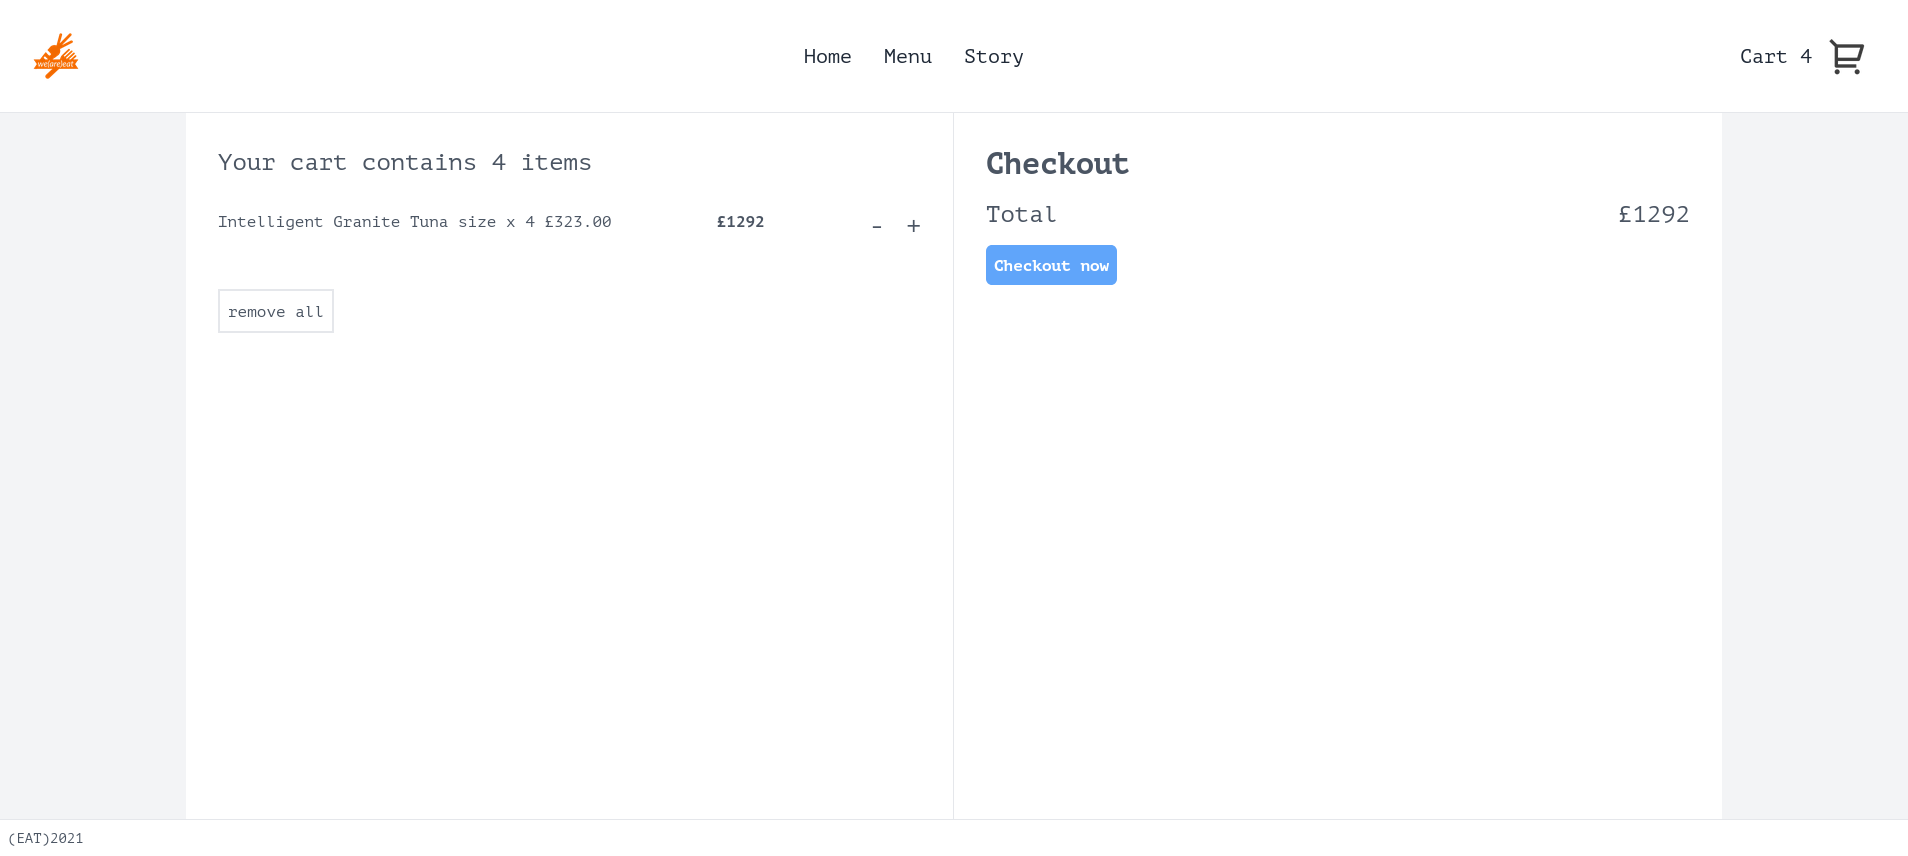 Home Menu Story
Cart 4
Your cart contains 4 items
Intelligent Granite Tuna size x 4 £323.00 £1292 - +
remove all
Checkout
Total £1292
Checkout now
(EAT)2021